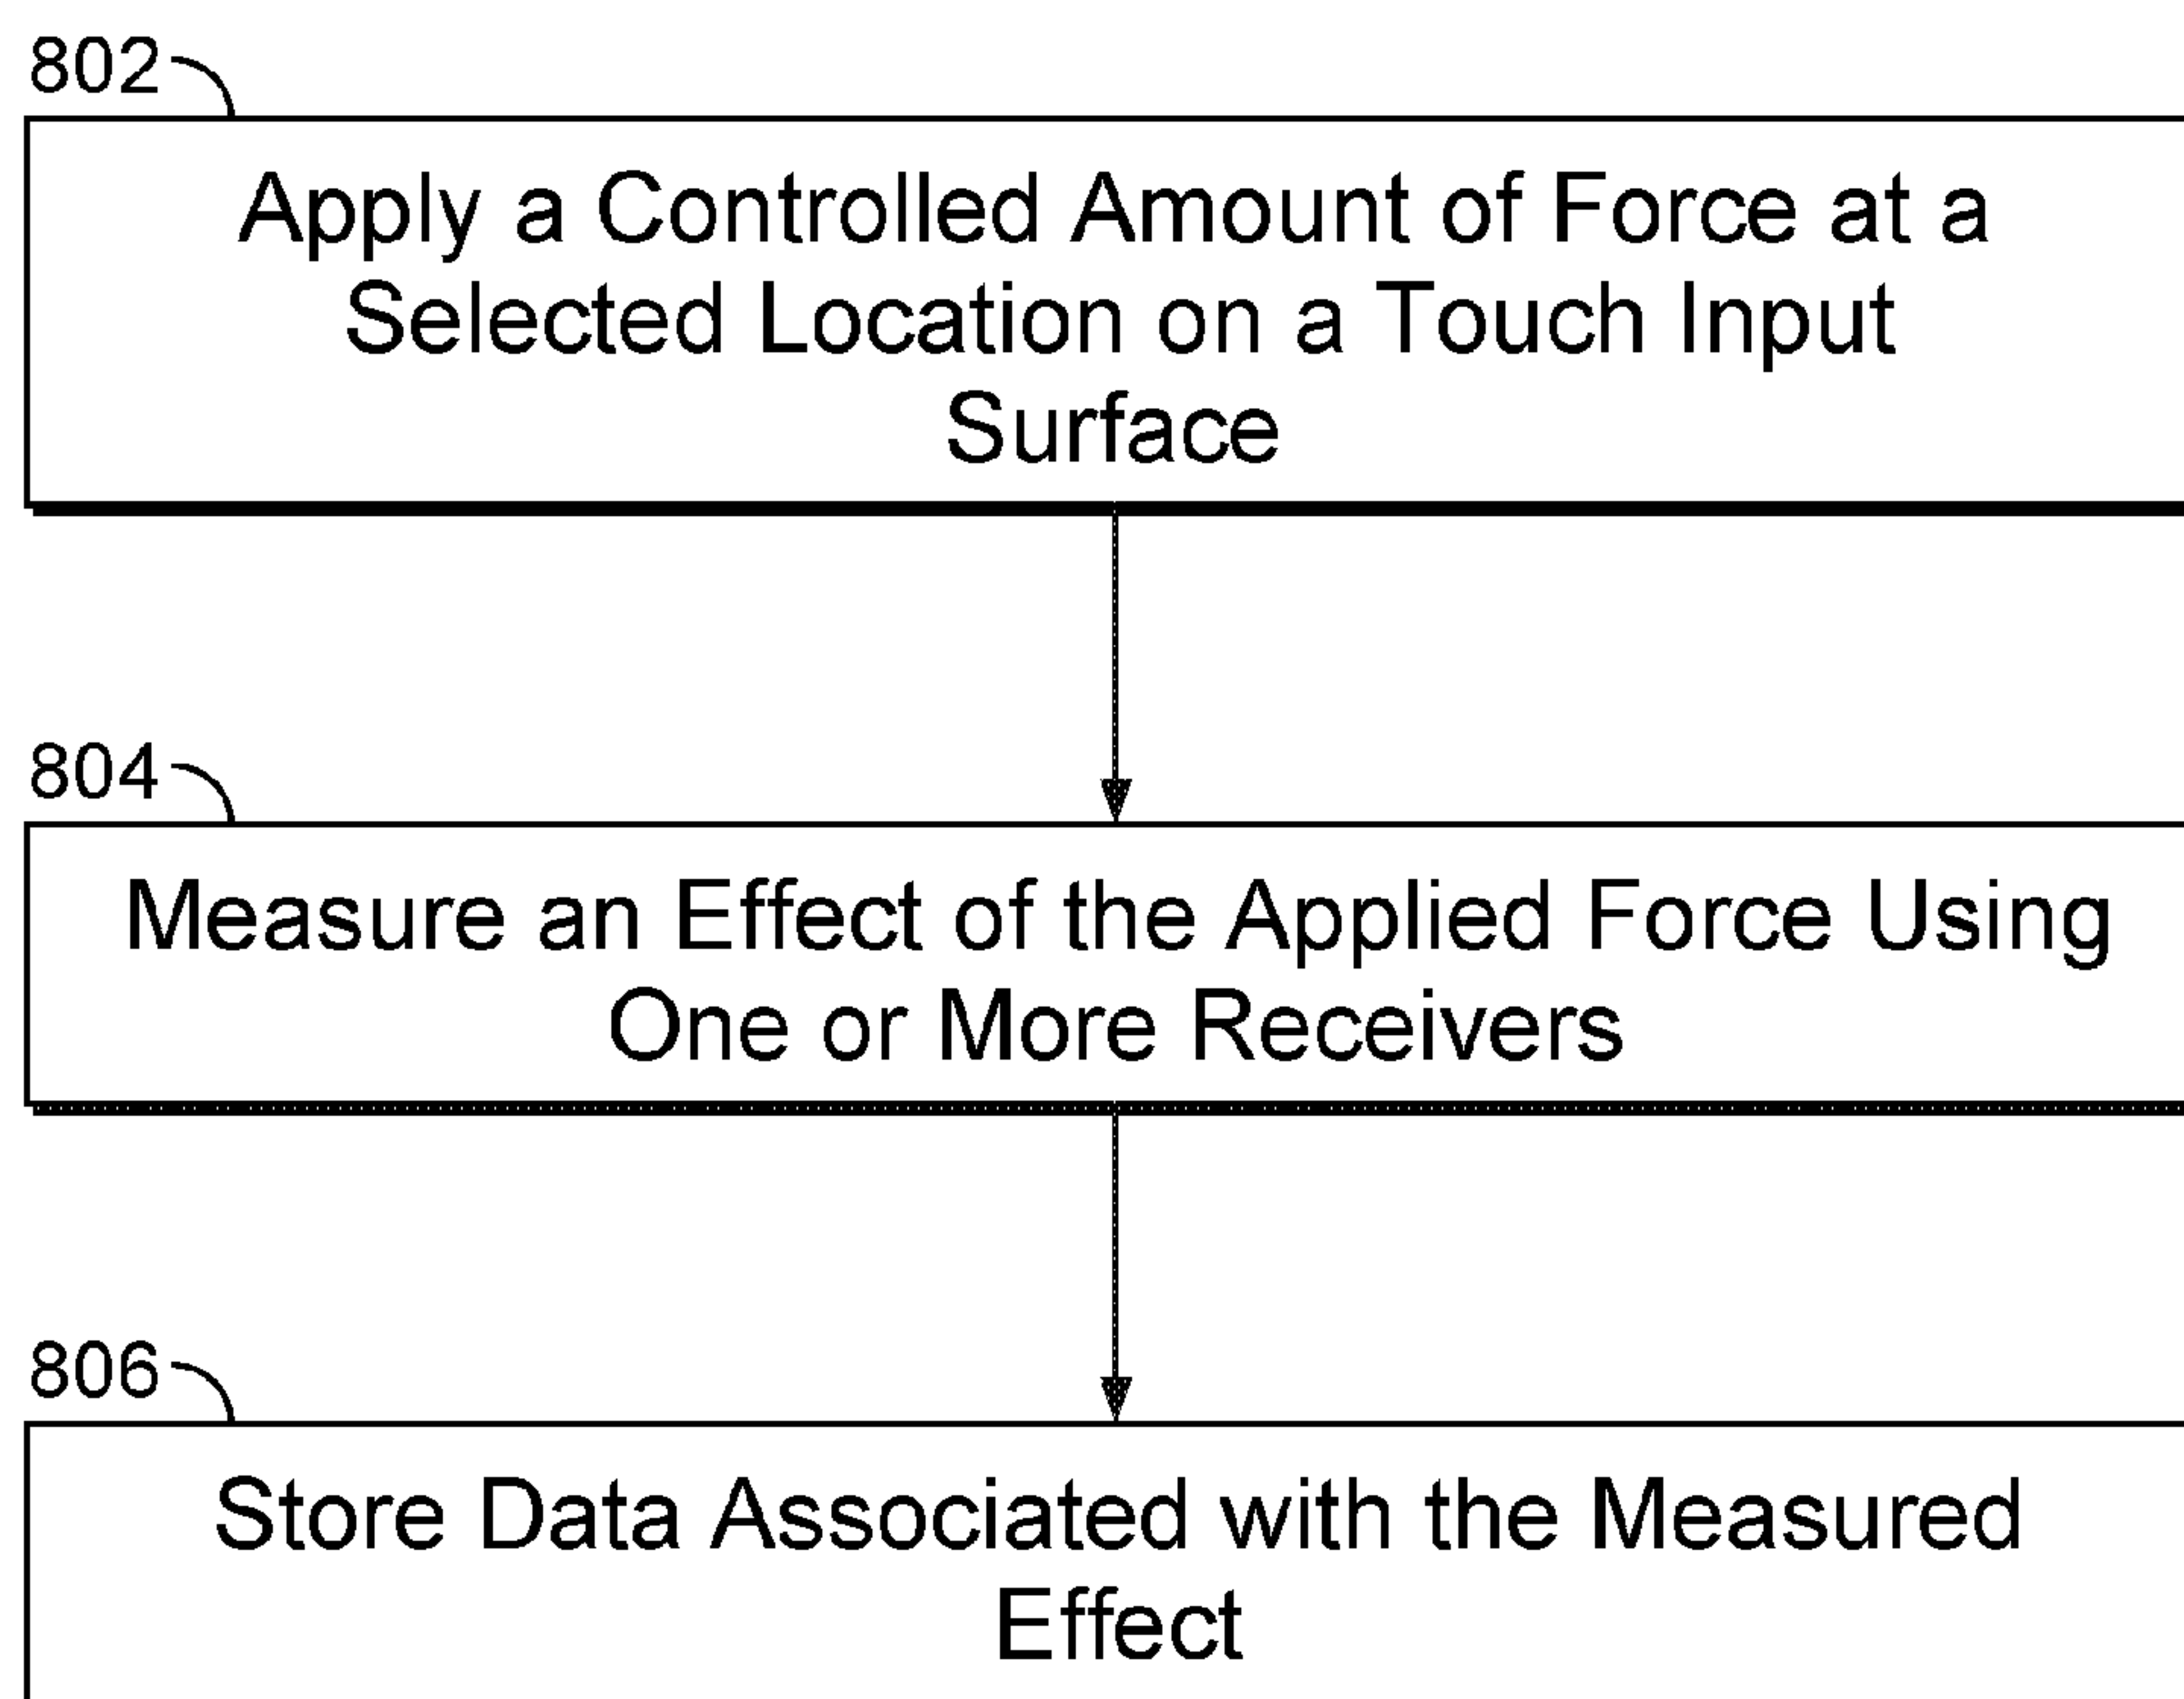 802
Apply a Controlled Amount of Force at a
Selected Location on a Touch Input
Surface
804
Measure an Effect of the Applied Force Using
One or More Receivers
806
Store Data Associated with the Measured
Effect